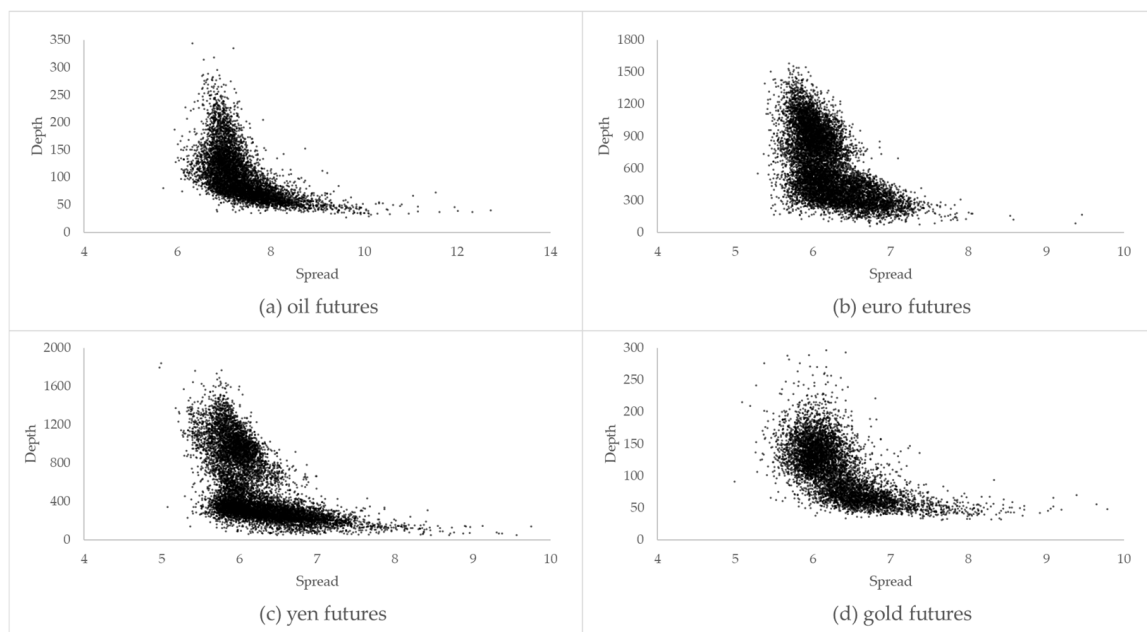 350
300
250
200
150
100
50
0
Depth
4 6 8 10 12 14
Spread
(a) oil futures
1800
1500
1200
900
600
300
0
Depth
4 5 6 7 8 9 10
Spread
(b) euro futures
2000
1600
1200
800
400
0
Depth
4 5 6 7 8 9 10
Spread
(c) yen futures
300
250
200
150
100
50
0
Depth
4 5 6 7 8 9 10
Spread
(d) gold futures